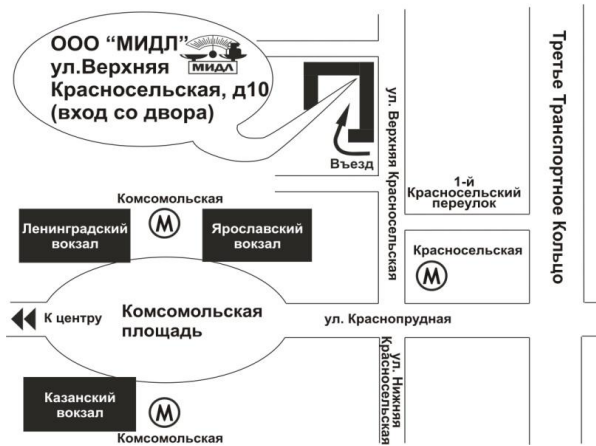 ООО “МИДЛ”
ул.Верхняя
Красносельская, д10
(вход со двора)
МИДЛ
Въезд
ул. Верхняя Красносельская
Третье Транспортное Кольцо
1-й
Красносельский
переулок
Комсомольская
М
Ленинградский
вокзал
Ярославский
вокзал
Красносельская
М
К центру
Комсомольская
площадь
ул. Краснопрудная
ул. Нижняя
Красносельская
Казанский
вокзал
М
Комсомольская